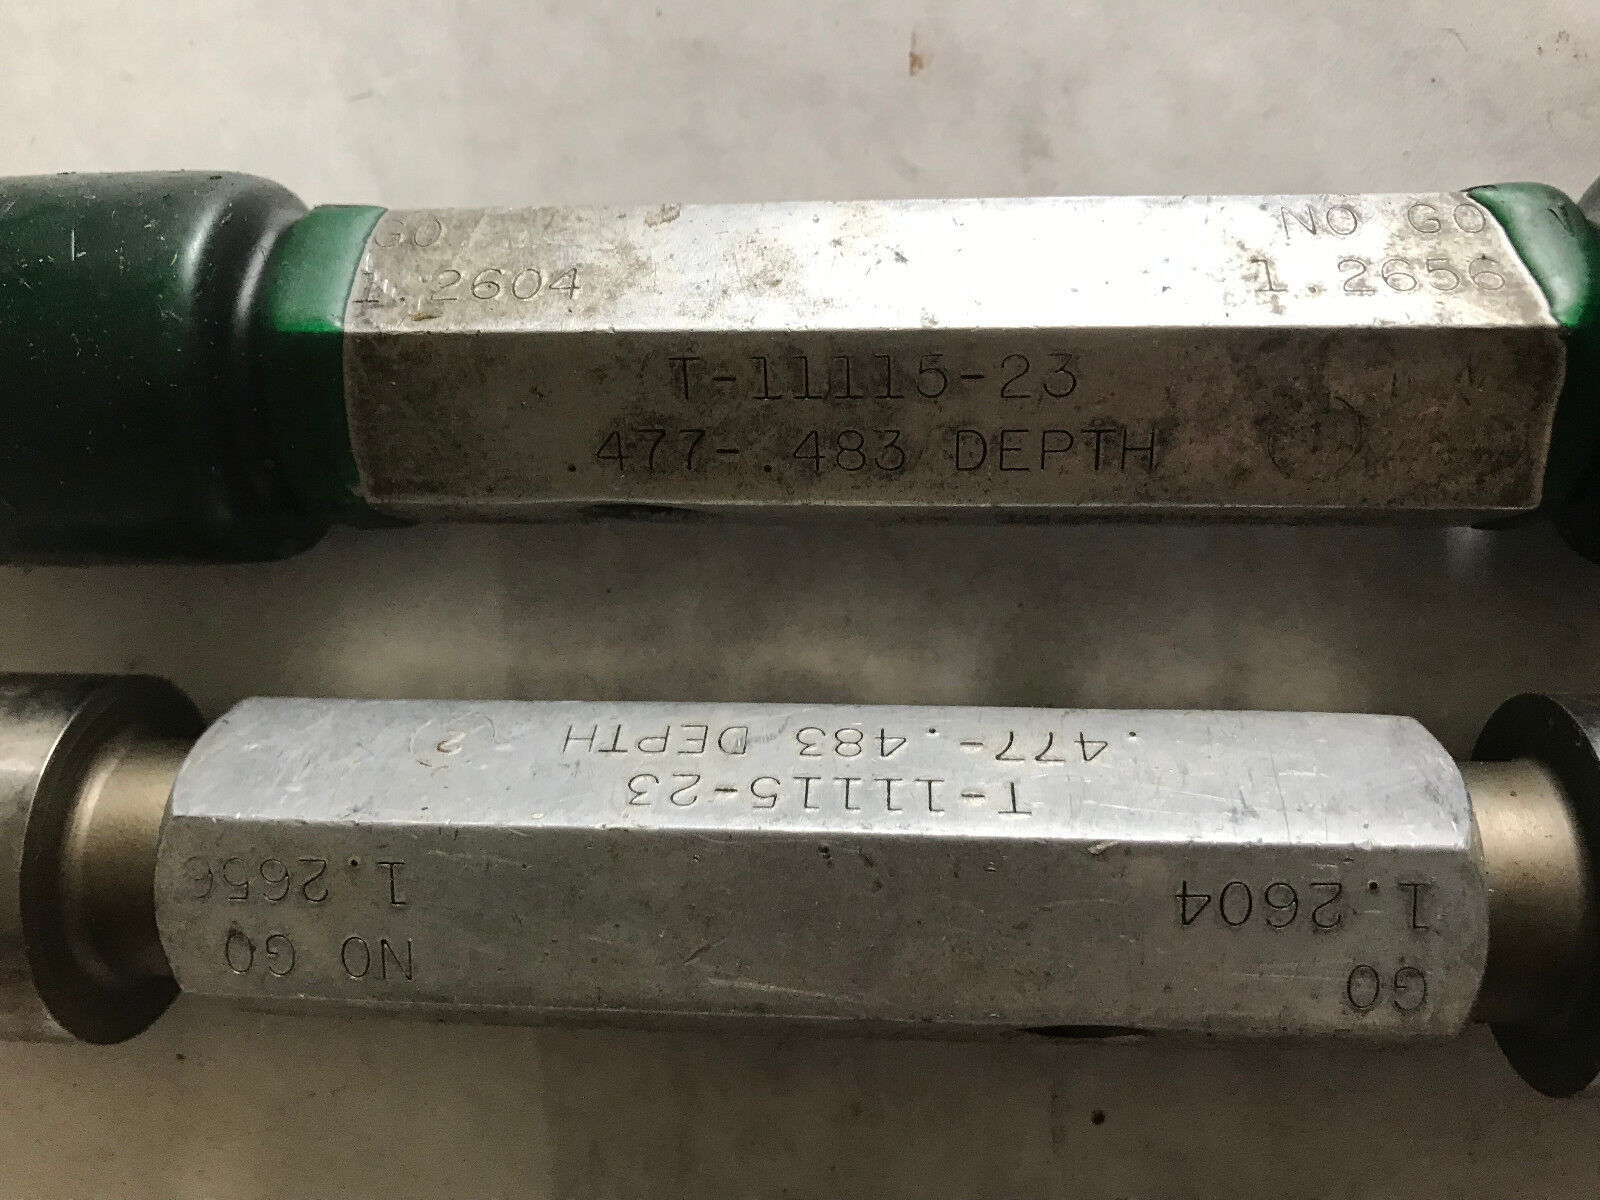 GO NO GO
1.2604 1.2656
T-11115-23
.477-.483 DEPTH
.477-.483 DEPTH 2
T-11115-23
1.2604 1.2656
GO NO GO